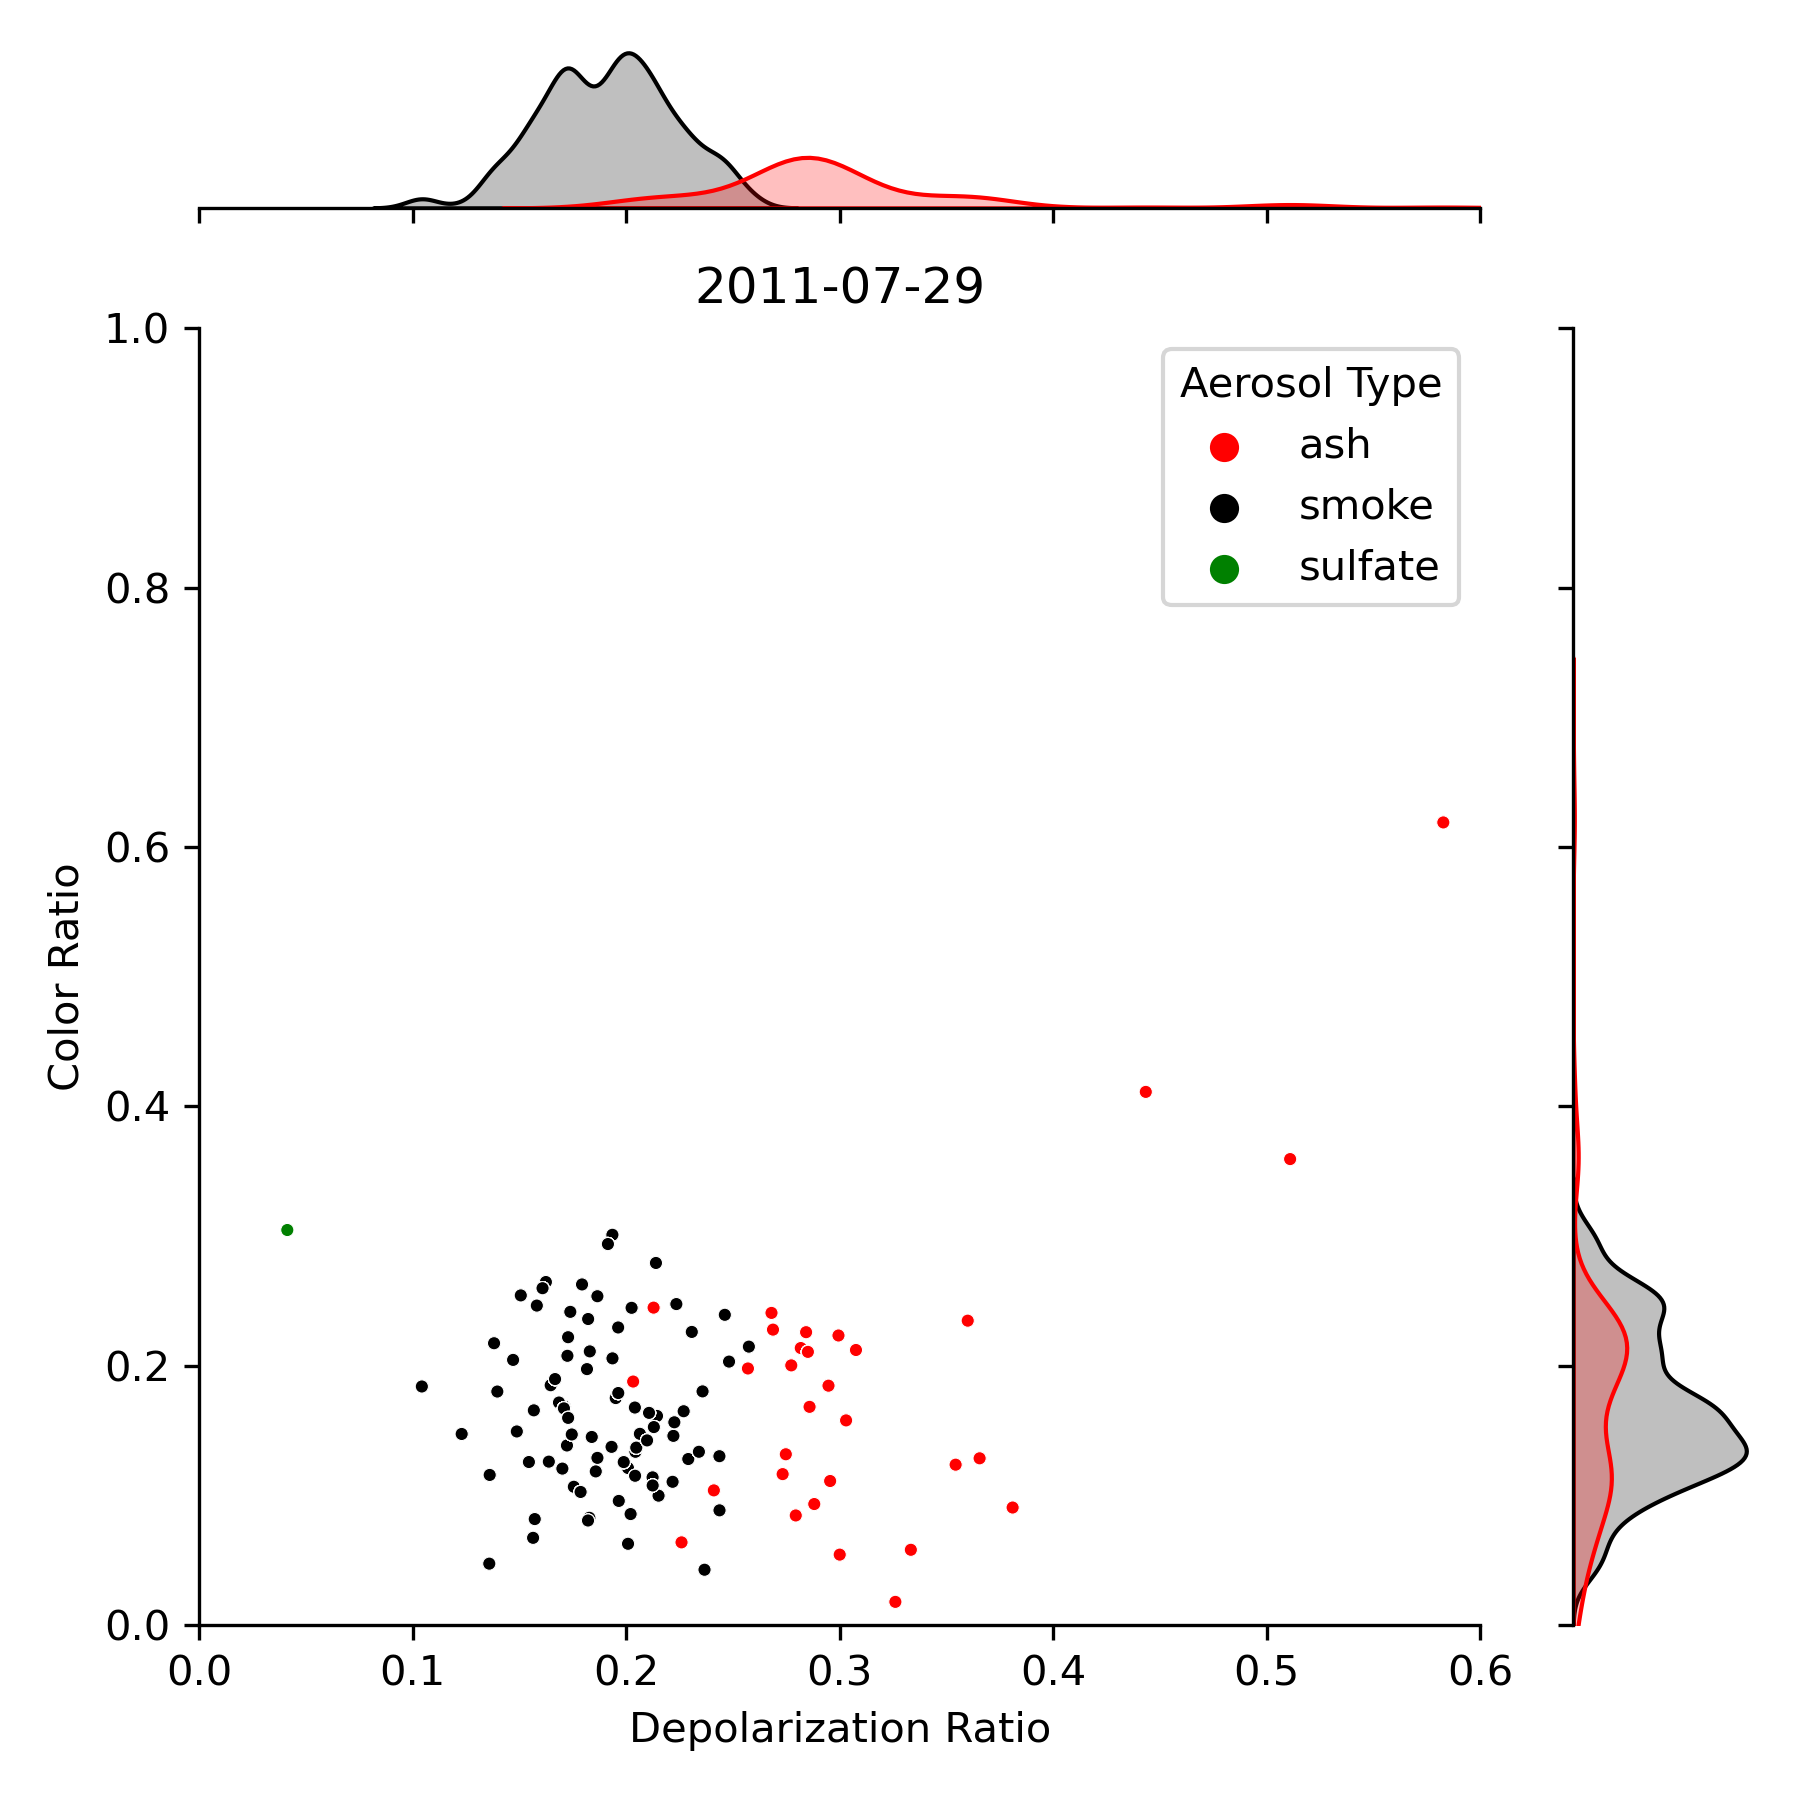 2011-07-29
Aerosol Type
ash
smoke
sulfate
1.0
0.8
0.6
0.4
0.2
0.0
Color Ratio
0.0 0.1 0.2 0.3 0.4 0.5 0.6
Depolarization Ratio